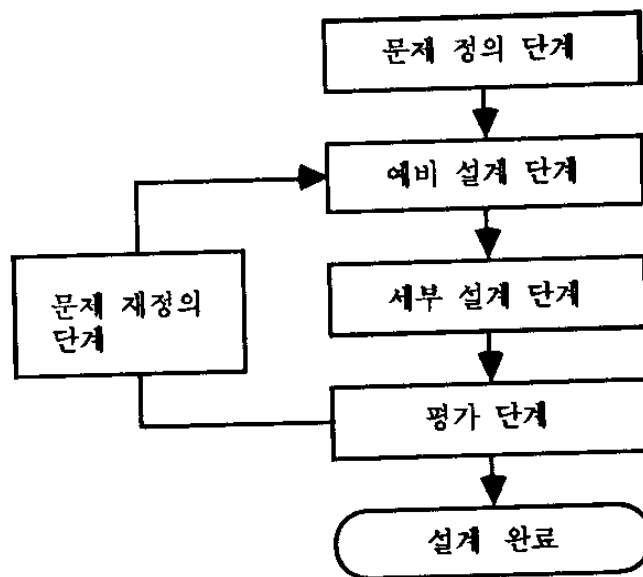 문제 정의 단계
예비 설계 단계
세부 설계 단계
문제 재정의
단계
평가 단계
설계 완료